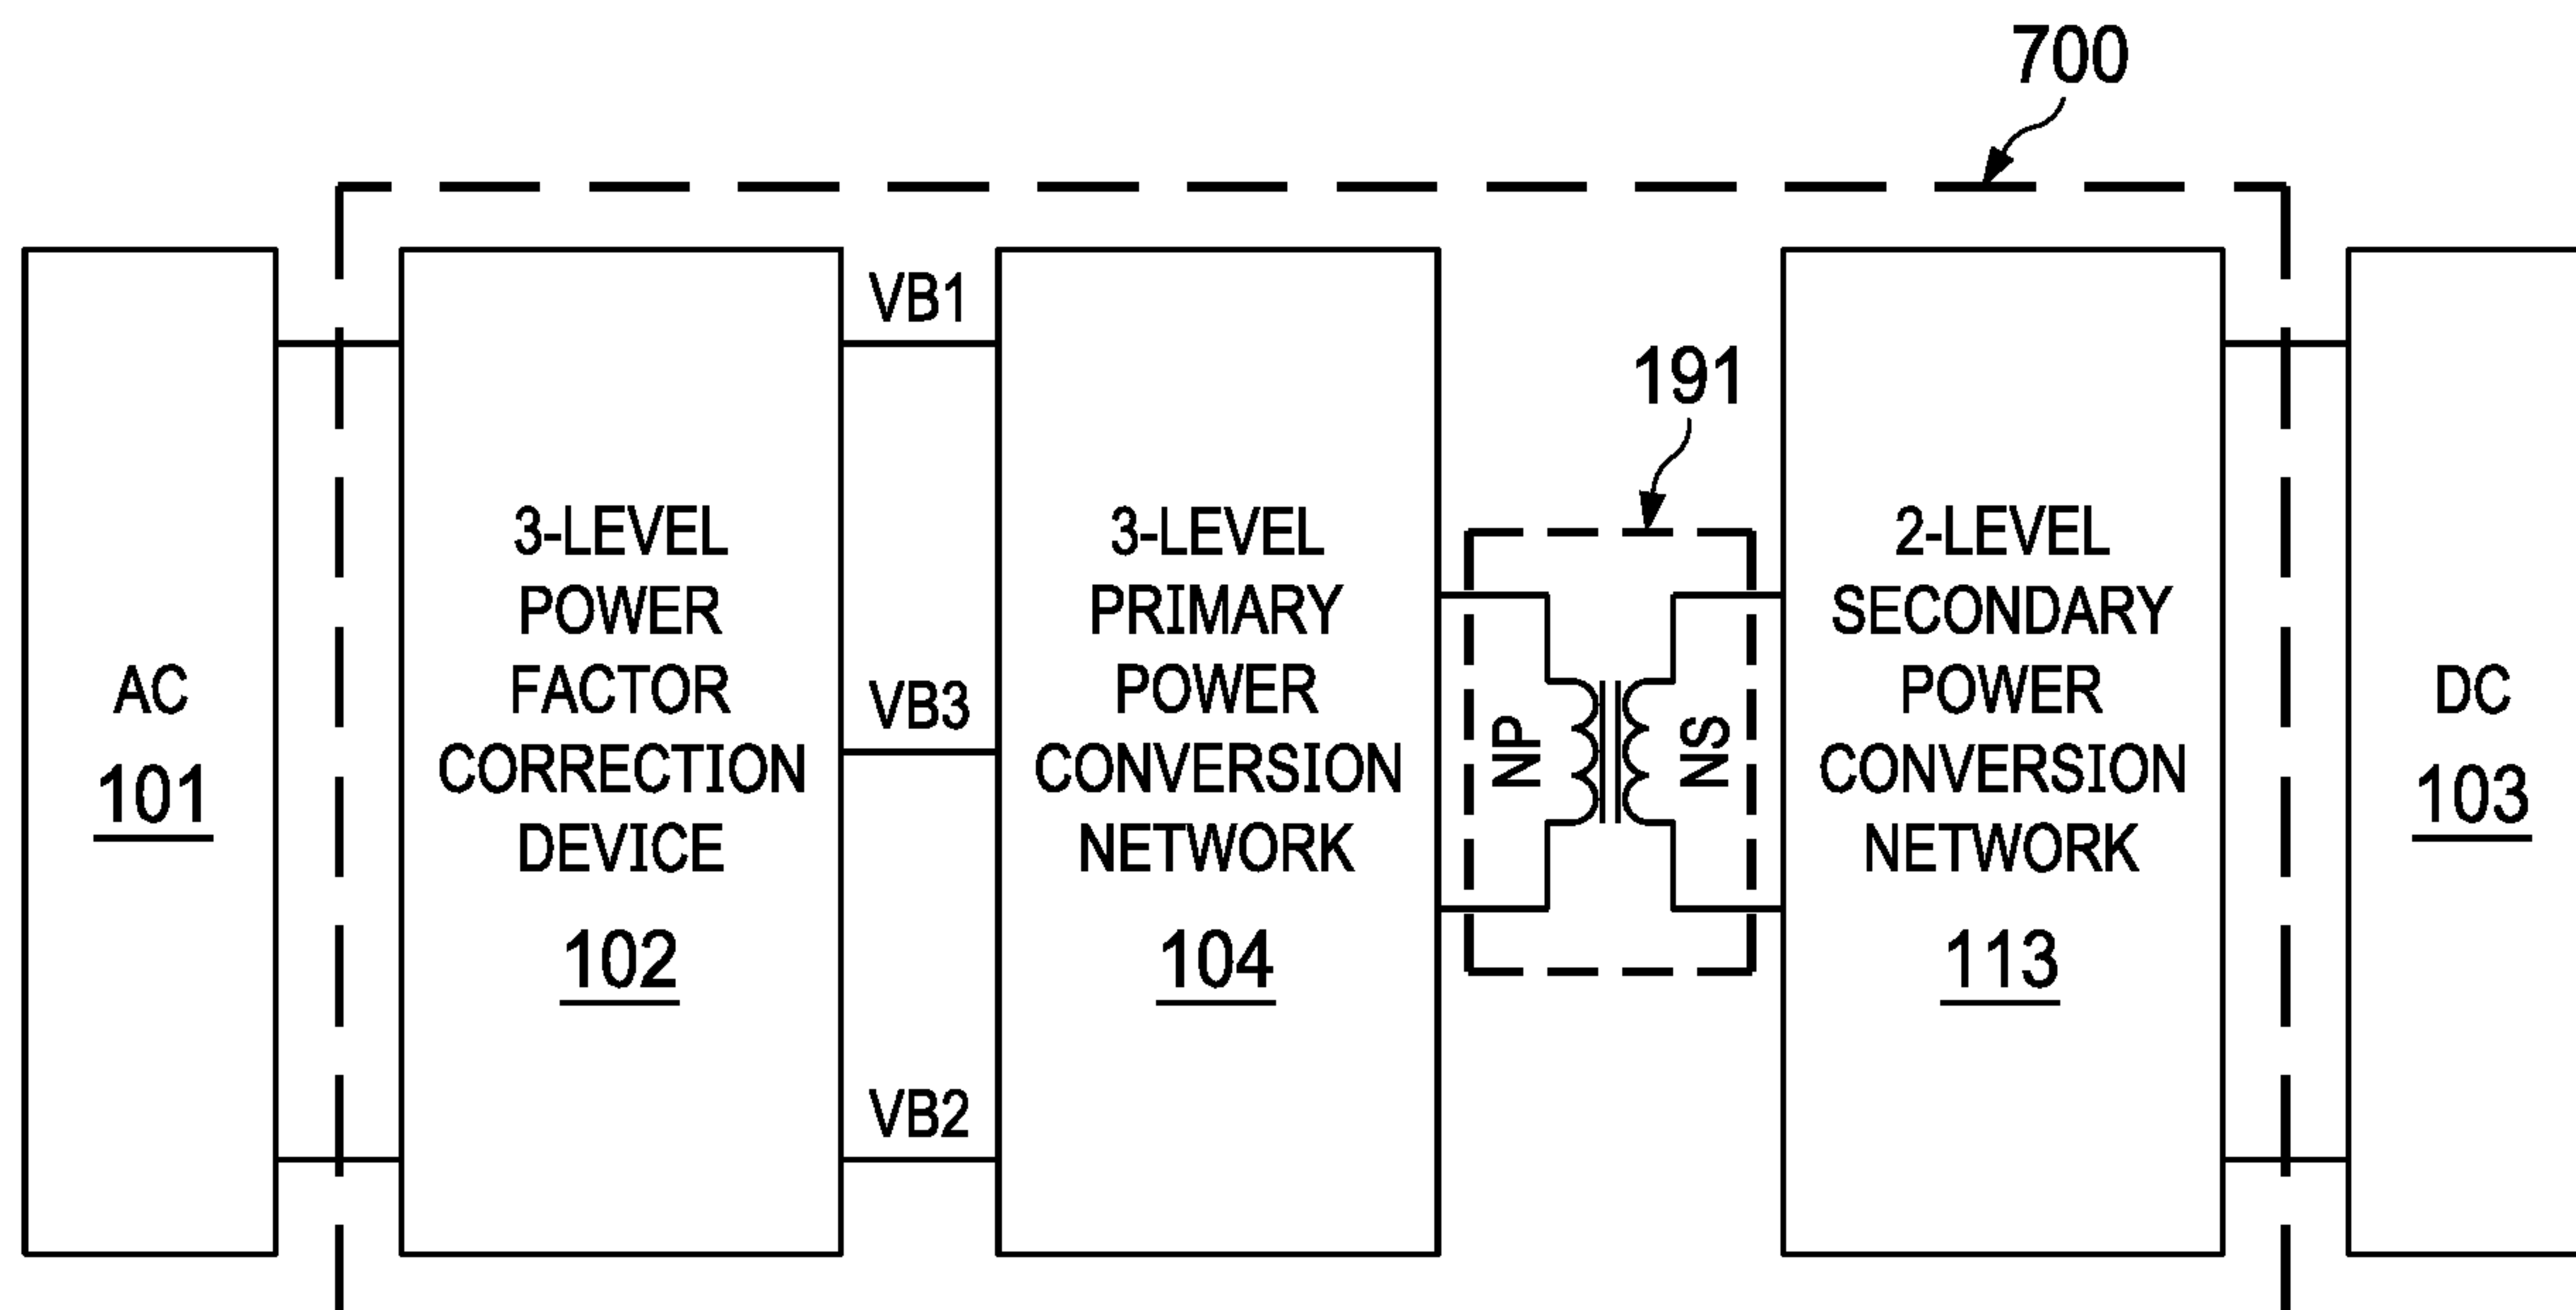 700
191
AC
101
3-LEVEL
POWER
FACTOR
CORRECTION
DEVICE
102
VB1
VB3
VB2
3-LEVEL
PRIMARY
POWER
CONVERSION
NETWORK
104
NP
NS
2-LEVEL
SECONDARY
POWER
CONVERSION
NETWORK
113
DC
103